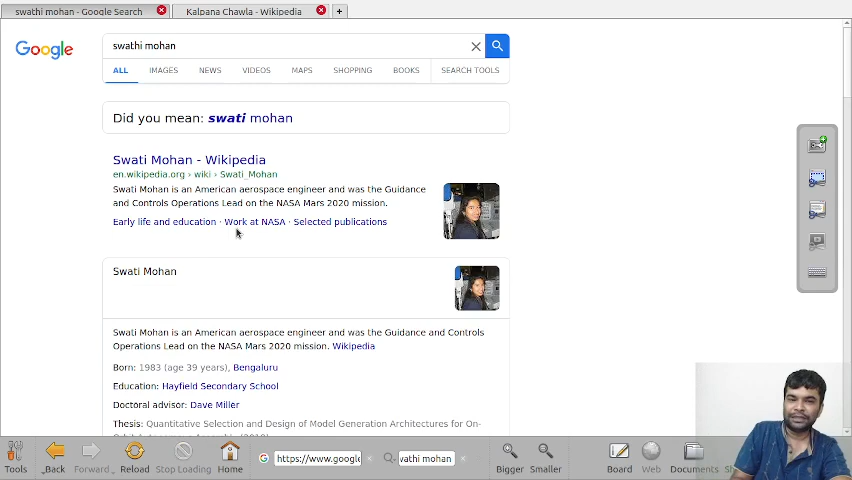 swathi mohan - Google Search
Kalpana Chawla - Wikipedia
Google
swathi mohan
ALL IMAGES NEWS VIDEOS MAPS SHOPPING BOOKS SEARCH TOOLS
Did you mean: swati mohan
Swati Mohan - Wikipedia
en.wikipedia.org › wiki › Swati_Mohan
Swati Mohan is an American aerospace engineer and was the Guidance
and Controls Operations Lead on the NASA Mars 2020 mission.
Early life and education · Work at NASA · Selected publications
Swati Mohan
Swati Mohan is an American aerospace engineer and was the Guidance and Controls
Operations Lead on the NASA Mars 2020 mission. Wikipedia
Born: 1983 (age 39 years), Bengaluru
Education: Hayfield Secondary School
Doctoral advisor: Dave Miller
Thesis: Quantitative Selection and Design of Model Generation Architectures for On-
Tools Back Forward Reload Stop Loading Home
https://www.google
wathi mohan
Bigger Smaller Board Web Documents